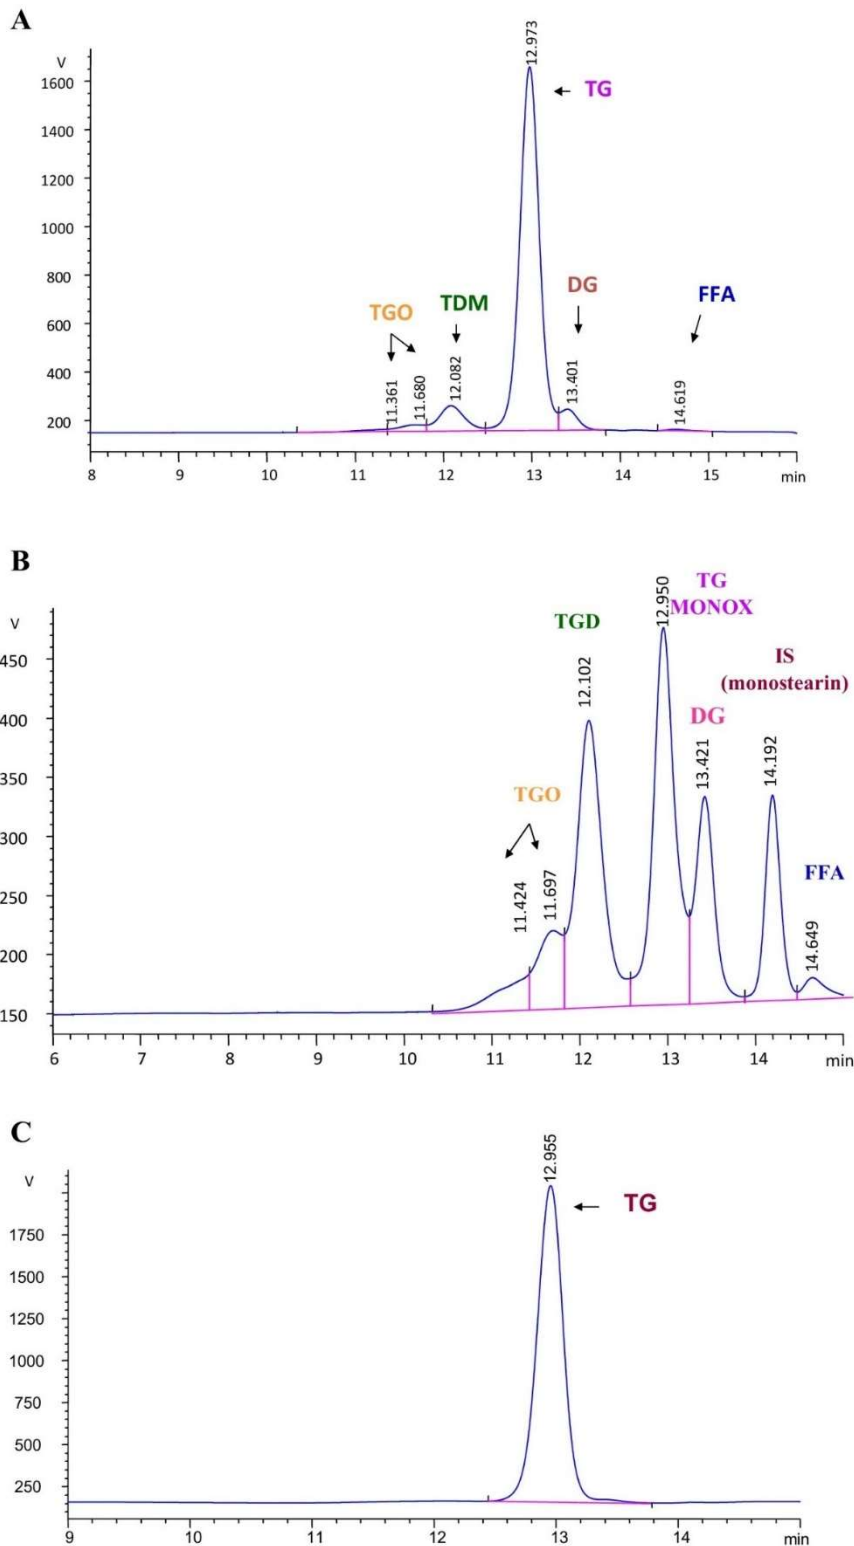 A
V
12.973
TG
1600
1400
1200
1000
800
600
400
200
TGO
TDM
DG
FFA
11.361
11.680
12.082
13.401
14.619
8 9 10 11 12 13 14 15 min
B
V
12.950
TG
MONOX
TGD
IS
(monostearin)
12.102
DG
13.421
14.192
TGO
FFA
11.424
11.697
14.649
450
400
350
300
250
200
150
6 7 8 9 10 11 12 13 14 min
C
V
12.955
TG
1750
1500
1250
1000
750
500
250
9 10 11 12 13 14 min